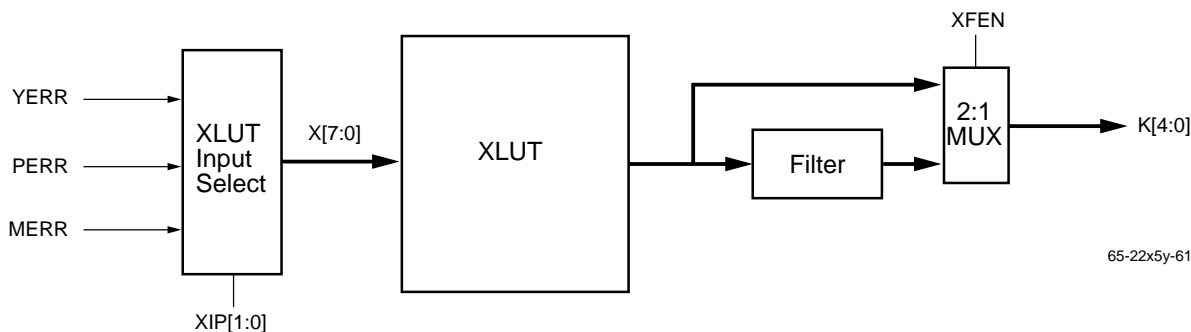 XFEN
YERR
PERR
MERR
XLUT
Input
Select
X[7:0]
XLUT
Filter
2:1
MUX
K[4:0]
XIP[1:0]
65-22x5y-61